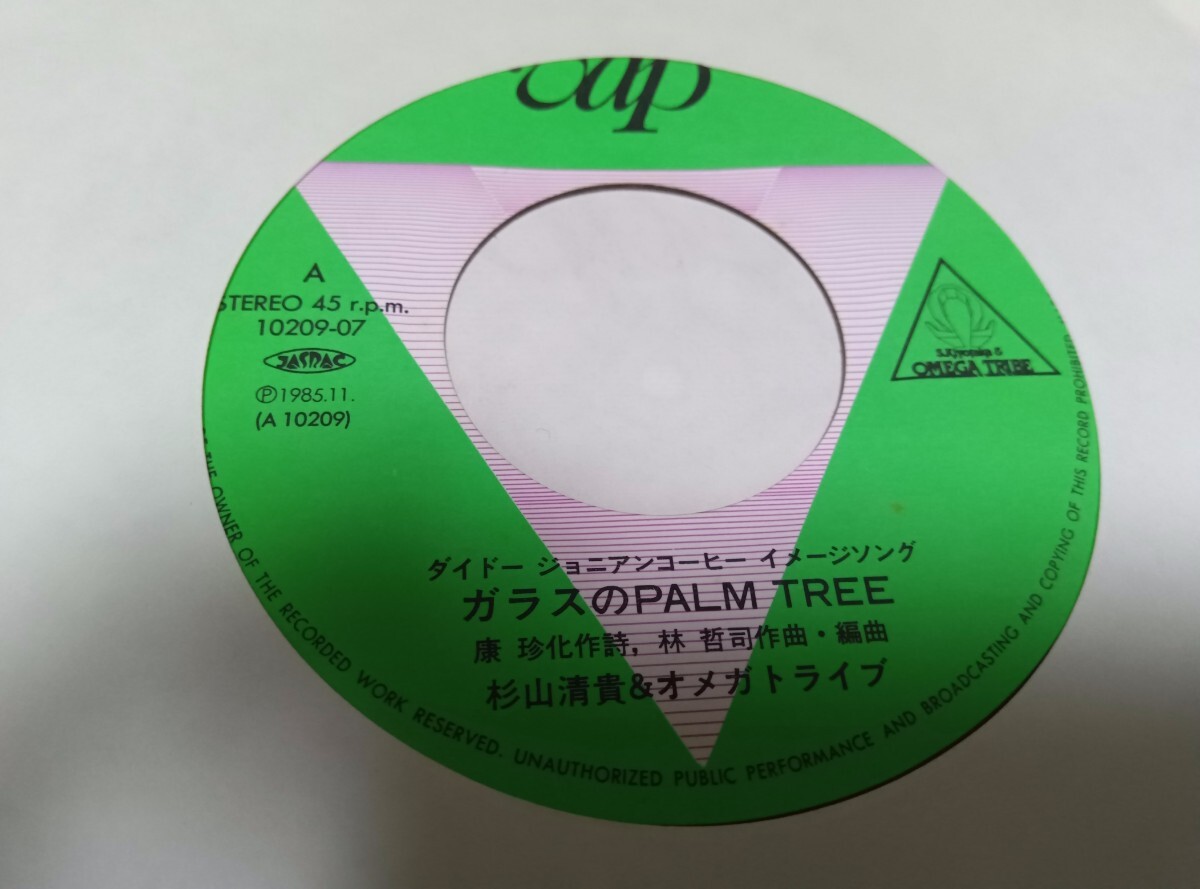 vap
A
STEREO 45 r.p.m.
10209-07
JASRAC
Ⓟ1985.11.
(A 10209)
S.Kiyotaka &
OMEGA TRIBE
ダイドー ジョニアンコーヒー イメージソング
ガラスのPALM TREE
康 珍化作詩, 林 哲司作曲・編曲
杉山清貴&オメガトライブ
THE OWNER OF THE RECORDED WORK RESERVED. UNAUTHORIZED PUBLIC PERFORMANCE AND BROADCASTING AND COPYING OF THIS RECORD PROHIBITED